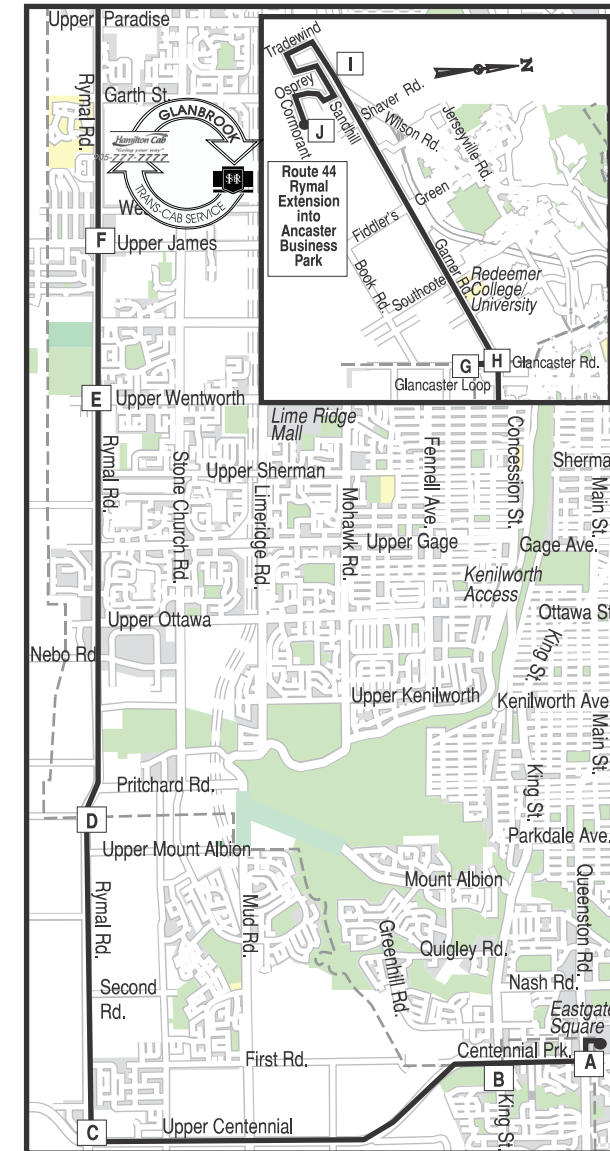 Upper Paradise
Rymal Rd.
Garth St
GLANBROOK
Hamilton Cab
"Going your way"
905-777-7777
HSR
TRANS-CAB SERVICE
We
F
Upper James
E
Upper Wentworth
Tradewind
I
N
Osprey
Cormorant
Sandhill
J
Shaver Rd.
Wilson Rd.
Jerseyville Rd.
Route 44
Rymal
Extension
into
Ancaster
Business
Park
Fiddler's
Green
Book Rd.
Southcote
Garner Rd.
Redeemer
College/
University
G
H
Glancaster Rd.
Glancaster Loop
Lime Ridge
Mall
Rymal Rd.
Stone Church Rd.
Upper Sherman
Limeridge Rd.
Mohawk Rd.
Fennell Ave.
Concession St.
Sherma
Main St.
Upper Gage
Gage Ave.
Kenilworth
Access
Upper Ottawa
Ottawa St
Nebo Rd
King St.
Upper Kenilworth
Kenilworth Ave
Main St.
Pritchard Rd.
King St.
D
Parkdale Ave.
Upper Mount Albion
Mount Albion
Queenston Rd.
Rymal Rd.
Mud Rd.
Greenhill Rd.
Quigley Rd.
Nash Rd.
Second
Rd.
Eastgate
Square
First Rd.
Centennial Prk.
A
B
King St.
C
Upper Centennial